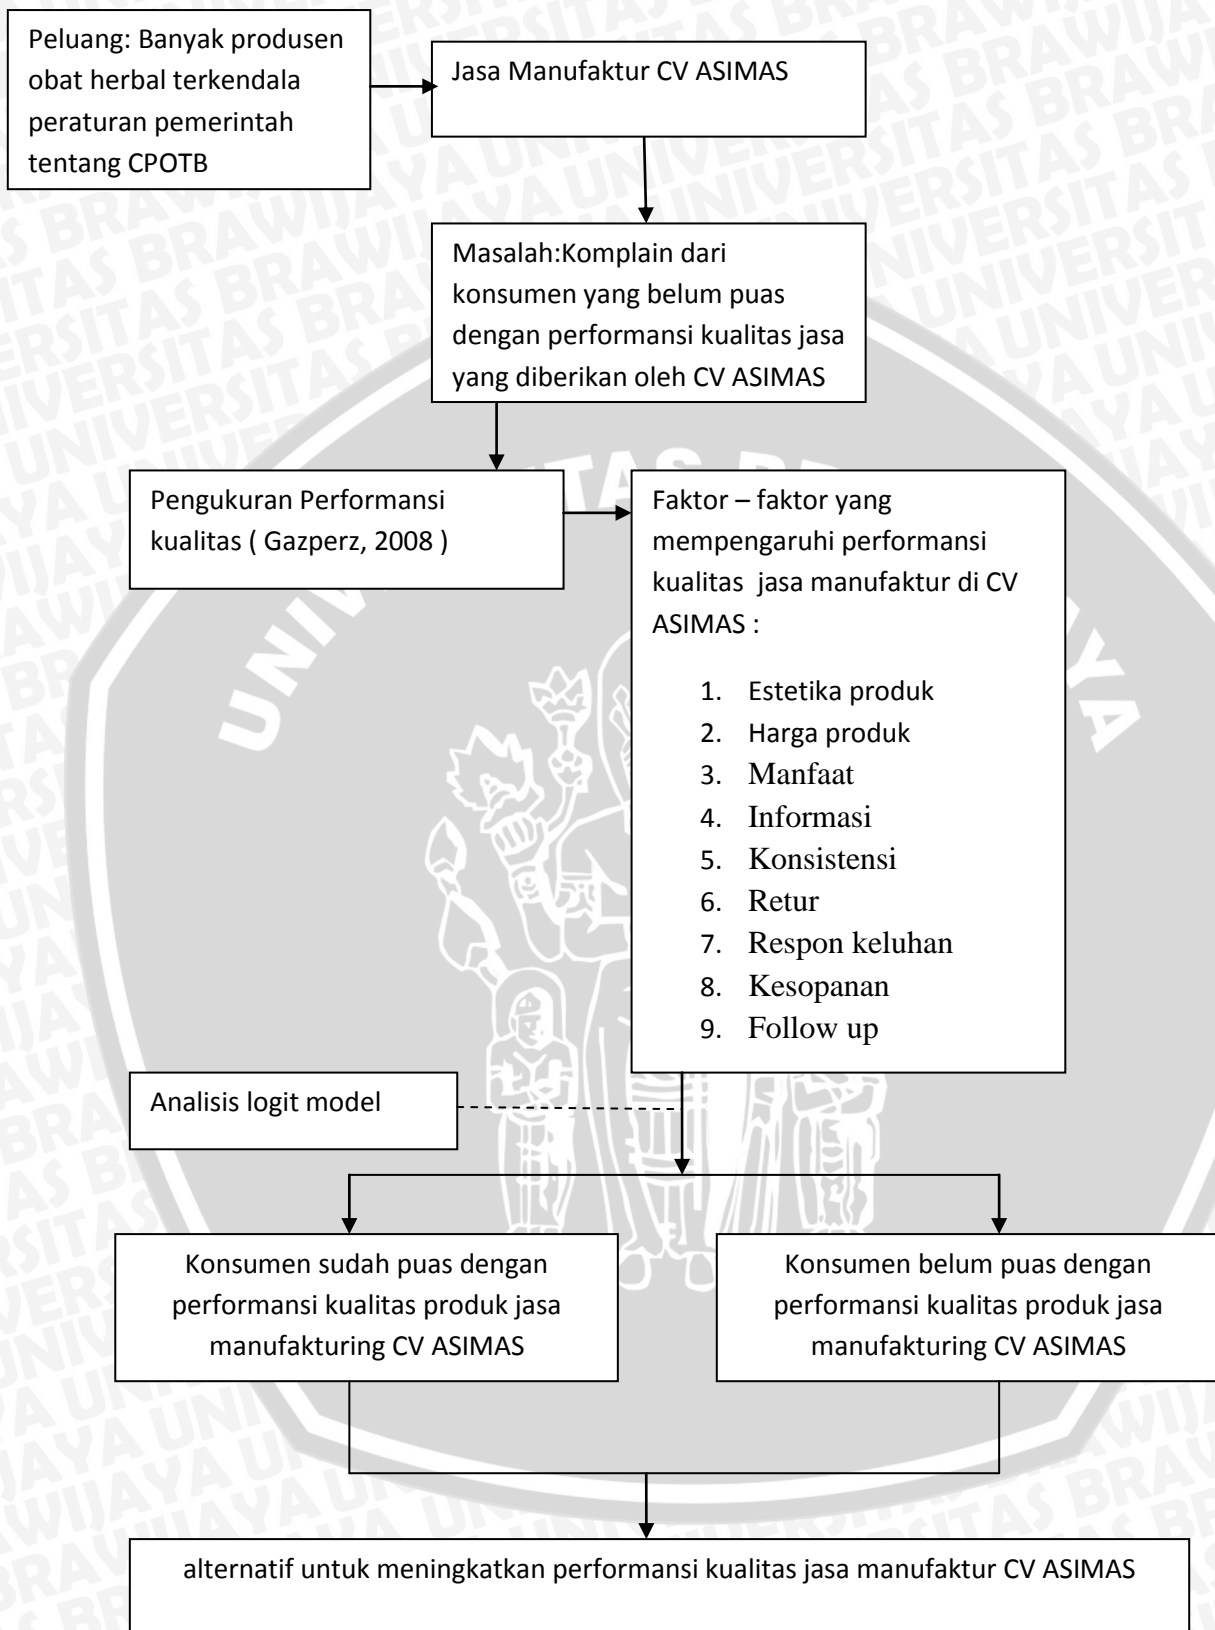 Peluang: Banyak produsen
obat herbal terkendala
peraturan pemerintah
tentang CPOTB
Jasa Manufaktur CV ASIMAS
Masalah:Komplain dari
konsumen yang belum puas
dengan performansi kualitas jasa
yang diberikan oleh CV ASIMAS
Pengukuran Performansi
kualitas ( Gazperz, 2008 )
Faktor – faktor yang
mempengaruhi performansi
kualitas jasa manufaktur di CV
ASIMAS :
1. Estetika produk
2. Harga produk
3. Manfaat
4. Informasi
5. Konsistensi
6. Retur
7. Respon keluhan
8. Kesopanan
9. Follow up
Analisis logit model
Konsumen sudah puas dengan
performansi kualitas produk jasa
manufakturing CV ASIMAS
Konsumen belum puas dengan
performansi kualitas produk jasa
manufakturing CV ASIMAS
alternatif untuk meningkatkan performansi kualitas jasa manufaktur CV ASIMAS